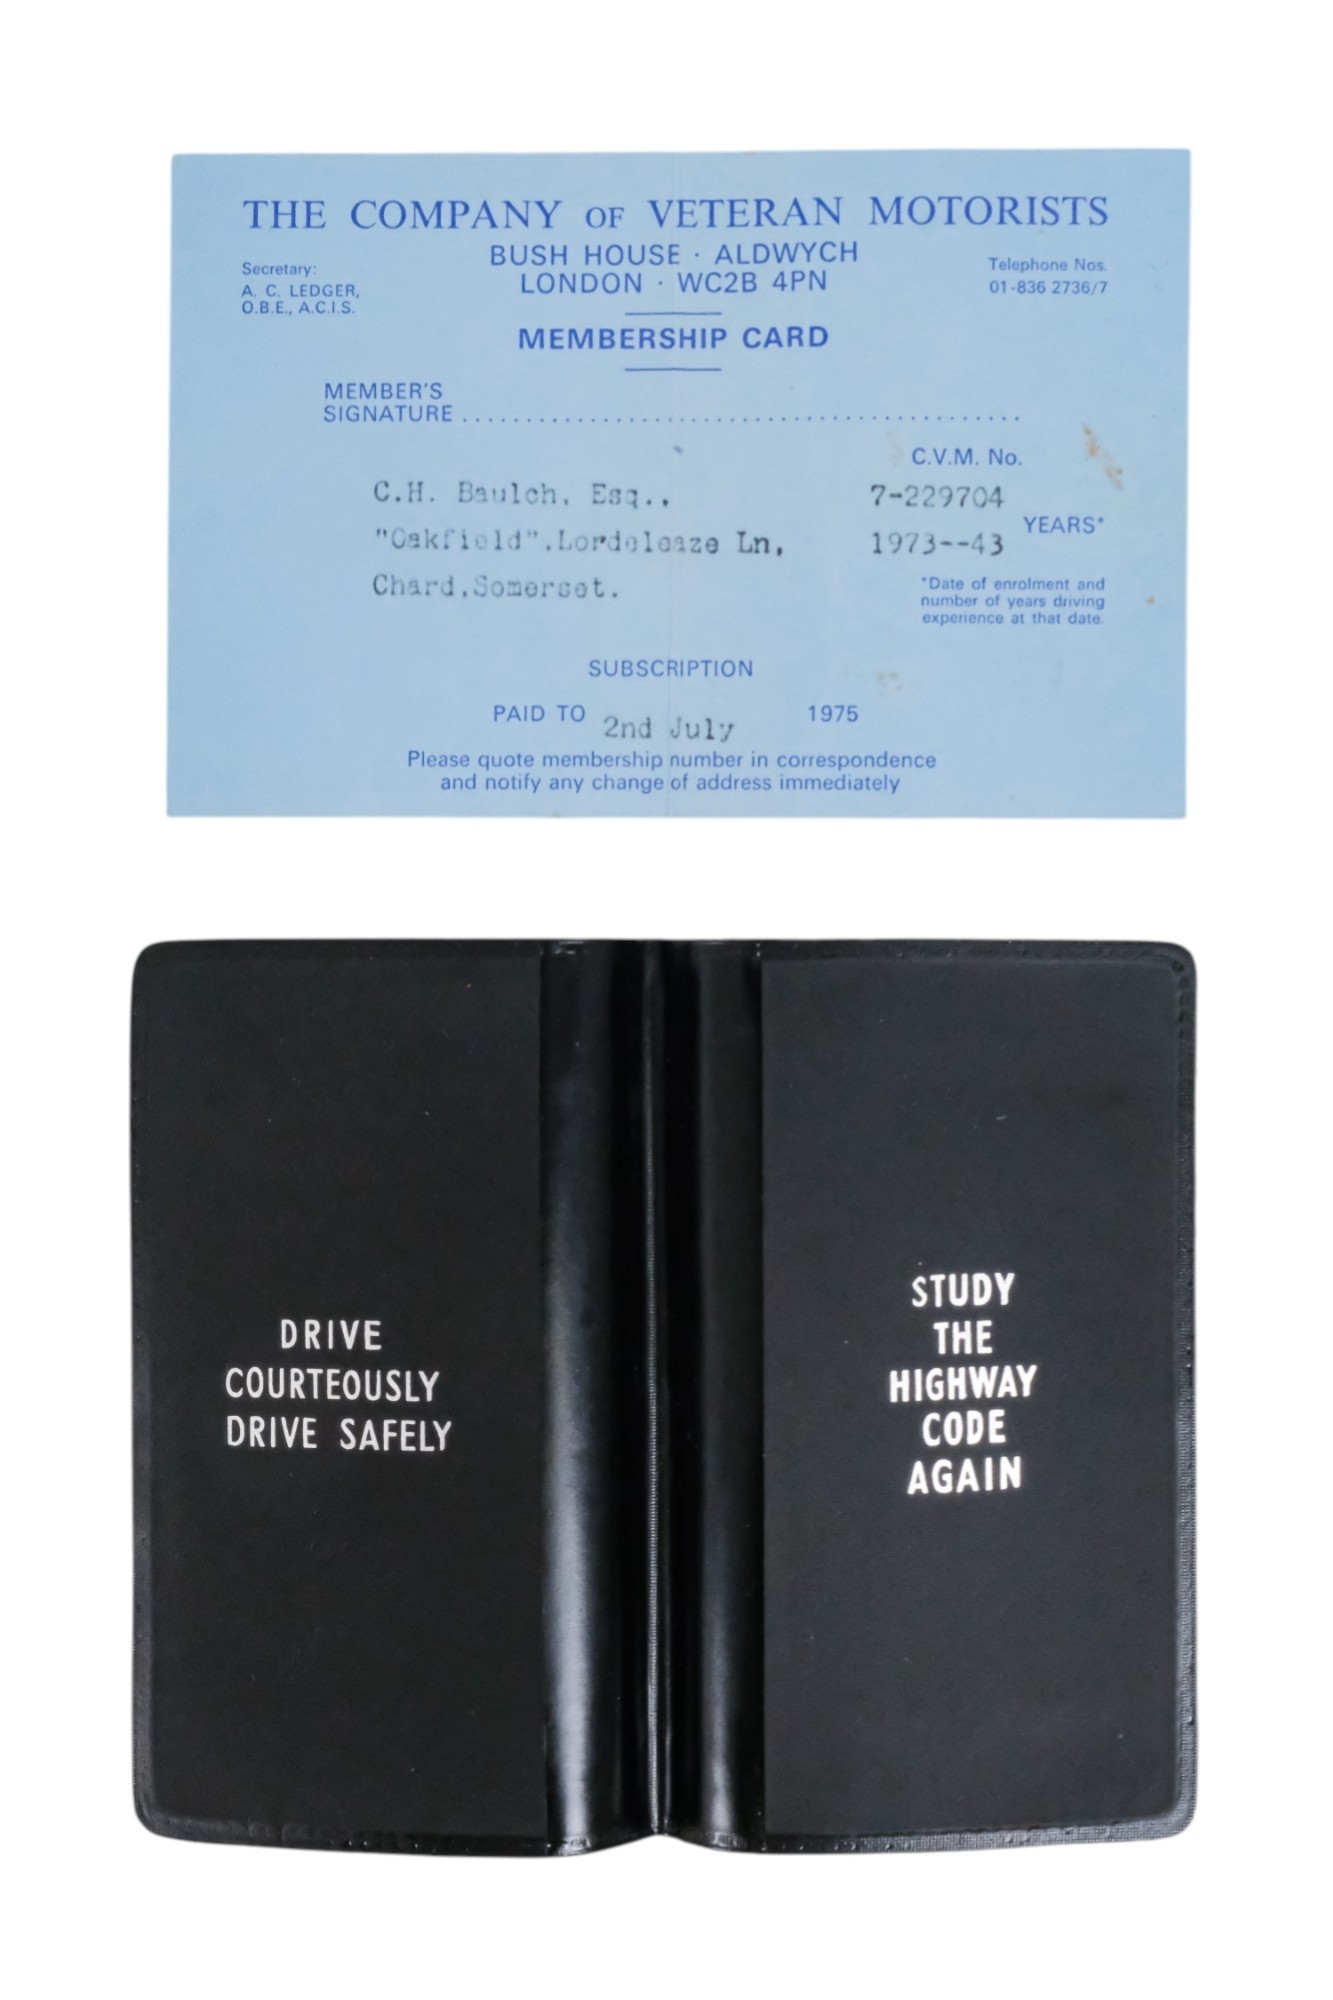 THE COMPANY OF VETERAN MOTORISTS
BUSH HOUSE · ALDWYCH
LONDON · WC2B 4PN
Secretary:
A. C. LEDGER,
O.B.E., A.C.I.S.
Telephone Nos.
01-836 2736/7
MEMBERSHIP CARD
MEMBER'S
SIGNATURE
C.V.M. No.
C.H. Baulch, Esq.,
7-229704
"Oakfield".Lordeleaze Ln,
1973--43 YEARS*
Chard,Somerset.
*Date of enrolment and
number of years driving
experience at that date.
SUBSCRIPTION
PAID TO 2nd July 1975
Please quote membership number in correspondence
and notify any change of address immediately
DRIVE
COURTEOUSLY
DRIVE SAFELY
STUDY
THE
HIGHWAY
CODE
AGAIN